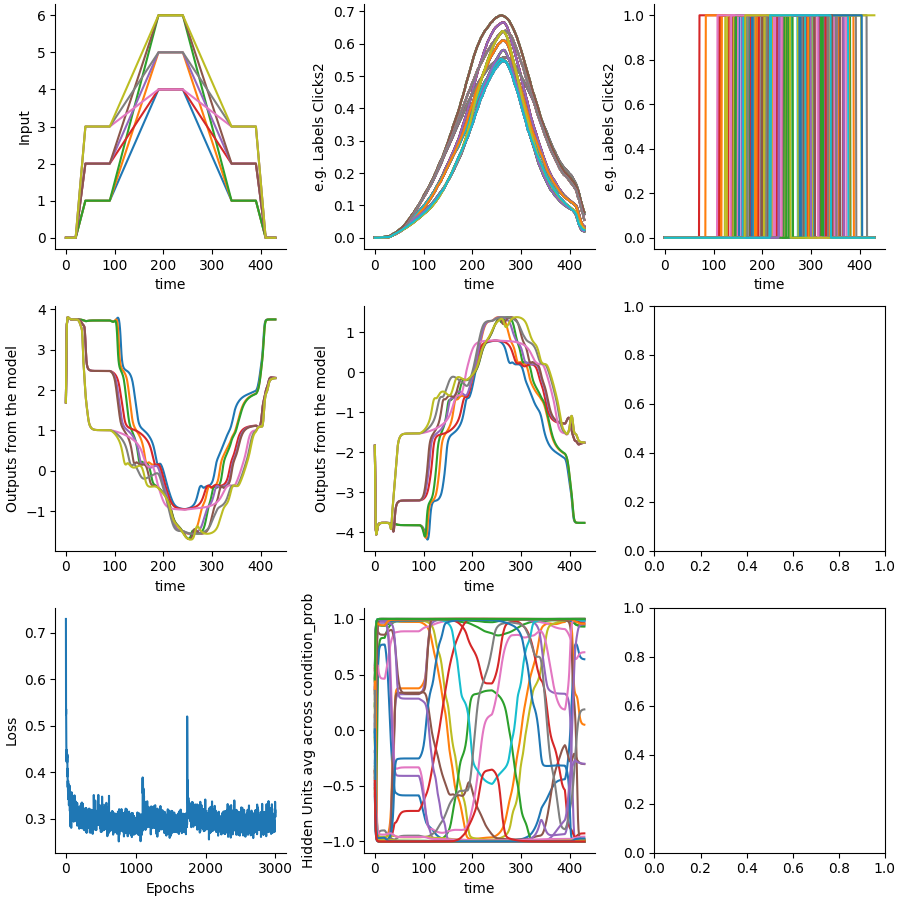 6
5
4
3
2
1
0
Input
0 100 200 300 400
time
0.7
0.6
0.5
0.4
0.3
0.2
0.1
0.0
e.g. Labels Clicks2
0 100 200 300 400
time
1.0
0.8
0.6
0.4
0.2
0.0
e.g. Labels Clicks2
0 100 200 300 400
time
4
3
2
1
0
−1
Outputs from the model
0 100 200 300 400
time
1
0
−1
−2
−3
−4
Outputs from the model
0 100 200 300 400
time
1.0
0.8
0.6
0.4
0.2
0.0
0.0 0.2 0.4 0.6 0.8 1.0
0.7
0.6
0.5
0.4
0.3
Loss
0 1000 2000 3000
Epochs
1.0
0.5
0.0
−0.5
−1.0
Hidden Units avg across condition_prob
0 100 200 300 400
time
1.0
0.8
0.6
0.4
0.2
0.0
0.0 0.2 0.4 0.6 0.8 1.0